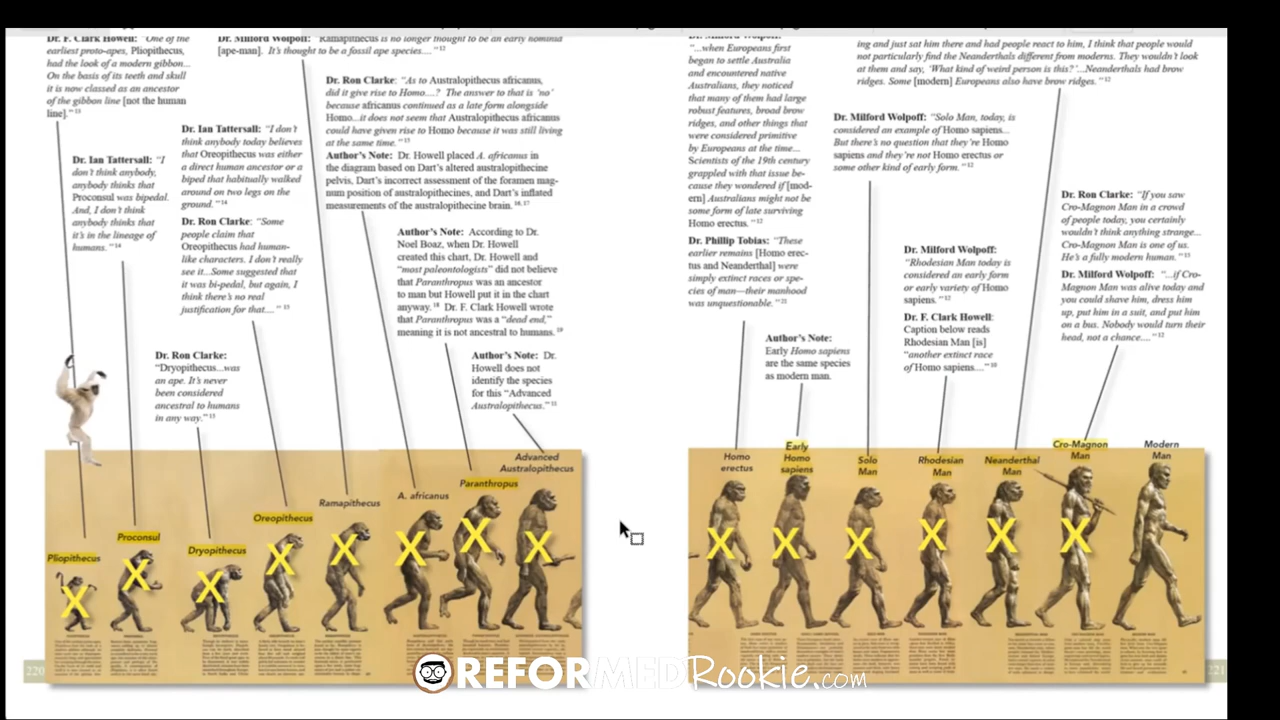 Dr. F. Clark Howell: "One of the
earliest proto-apes, Pliopithecus,
had the look of a modern gibbon...
On the basis of its teeth and skull
it is now classed as an ancestor
of the gibbon line [not the human
line]." 13
Dr. Milford Wolpoff: "Ramapithecus is no longer thought to be an early hominid
[ape-man]. It's thought to be a fossil ape species...." 12
Dr. Ian Tattersall: "I
don't think anybody,
anybody thinks that
Proconsul was bipedal.
And, I don't think
anybody thinks that
it's in the lineage of
humans." 14
Dr. Ian Tattersall: "I don't
think anybody today believes
that Oreopithecus was either
a direct human ancestor or a
biped that habitually walked
around on two legs on the
ground." 14
Dr. Ron Clarke: "Some
people claim that
Oreopithecus had human-
like characters. I don't really
see it...Some suggested that
it was bi-pedal, but again, I
think there's no real
justification for that...." 15
Dr. Ron Clarke:
"Dryopithecus...was
an ape. It's never
been considered
ancestral to humans
in any way." 15
Dr. Ron Clarke: "As to Australopithecus africanus,
did it give rise to Homo....? The answer to that is 'no'
because africanus continued as a late form alongside
Homo...it does not seem that Australopithecus africanus
could have given rise to Homo because it was still living
at the same time." 15
Author's Note: Dr. Howell placed A. africanus in
the diagram based on Dart's altered australopithecine
pelvis, Dart's incorrect assessment of the foramen mag-
num position of australopithecines, and Dart's inflated
measurements of the australopithecine brain. 16, 17
Author's Note: According to Dr.
Noel Boaz, when Dr. Howell
created this chart, Dr. Howell and
"most paleontologists" did not believe
that Paranthropus was an ancestor
to man but Howell put it in the chart
anyway. 18 Dr. F. Clark Howell wrote
that Paranthropus was a "dead end,"
meaning it is not ancestral to humans. 19
Author's Note: Dr.
Howell does not
identify the species
for this "Advanced
Australopithecus."
Pliopithecus
Proconsul
Dryopithecus
Oreopithecus
Ramapithecus
A. africanus
Paranthropus
Advanced
Australopithecus
220
Dr. Milford Wolpoff:
"...when Europeans first
began to settle Australia
and encountered native
Australians, they noticed
that many of them had large
robust features, broad brow
ridges, and other things that
were considered primitive
by Europeans at the time...
Scientists of the 19th century
grappled with that issue be-
cause they wondered if [mod-
ern] Australians might not be
some form of late surviving
Homo erectus." 12
Dr. Phillip Tobias: "These
earlier remains [Homo erec-
tus and Neanderthal] were
simply extinct races or spe-
cies of man—their manhood
was unquestionable."
Author's Note:
Early Homo sapiens
are the same species
as modern man.
ing and just sat him there and had people react to him, I think that people would
not particularly find the Neanderthals different from moderns. They wouldn't look
at them and say, 'What kind of weird person is this?'...Neanderthals had brow
ridges. Some [modern] Europeans also have brow ridges." 12
Dr. Milford Wolpoff: "Solo Man, today, is
considered an example of Homo sapiens...
But there's no question that they're Homo
sapiens and they're not Homo erectus or
some other kind of early form." 12
Dr. Milford Wolpoff:
"Rhodesian Man today is
considered an early form
or early variety of Homo
sapiens." 12
Dr. F. Clark Howell:
Caption below reads
Rhodesian Man [is]
"another extinct race
of Homo sapiens...."
Dr. Ron Clarke: "If you saw
Cro-Magnon Man in a crowd
of people today, you certainly
wouldn't think anything strange...
Cro-Magnon Man is one of us.
He's a fully modern human." 15
Dr. Milford Wolpoff: "...if Cro-
Magnon Man was alive today and
you could shave him, dress him
up, put him in a suit, and put him
on a bus. Nobody would turn their
head, not a chance...." 12
Homo
erectus
Early
Homo
sapiens
Solo
Man
Rhodesian
Man
Neanderthal
Man
Cro-Magnon
Man
Modern
Man
221
REFORMEDRookie.com